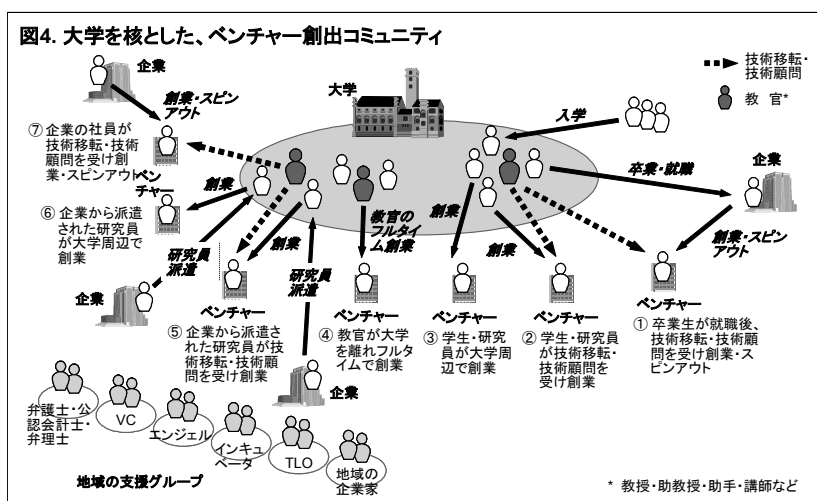 図4. 大学を核とした、ベンチャー創出コミュニティ
企業
創業・スピン
アウト
大学
技術移転・
技術顧問
教 官*
入学
⑦ 企業の社員が
技術移転・技術
顧問を受け創
業・スピンアウト
ベン
チャー
創業
卒業・就職
企業
⑥ 企業から派遣
された研究員
が大学周辺で
創業
研究員
派遣
企業
創業
教官の
フルタイ
ム創業
創業
創業
創業・スピン
アウト
研究員
派遣
ベンチャー
ベンチャー
ベンチャー
ベンチャー
ベンチャー
⑤ 企業から派遣さ
れた研究員が技
術移転・技術顧
問を受け創業
④ 教官が大学
を離れフルタ
イムで創業
③ 学生・研究
員が大学周
辺で創業
② 学生・研究員
が技術移転・
技術顧問を
受け創業
① 卒業生が就職後、
技術移転・技術顧
問を受け創業・ス
ピンアウト
企業
弁護士・公
認会計士・
弁理士
VC
エンジェル
インキュ
ベータ
TLO
地域の
企業家
地域の支援グループ
* 教授・助教授・助手・講師など